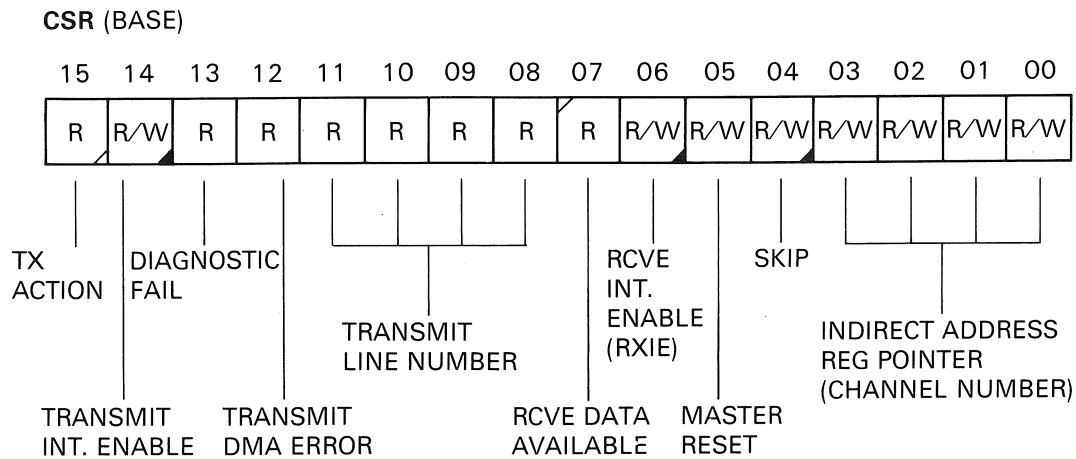 CSR (BASE)
15 14 13 12 11 10 09 08 07 06 05 04 03 02 01 00
R R/W R R R R R R R R/W R/W R/W R/W R/W R/W R/W
TX
ACTION
DIAGNOSTIC
FAIL
RCVE
INT.
ENABLE
(RXIE)
SKIP
TRANSMIT
LINE NUMBER
INDIRECT ADDRESS
REG POINTER
(CHANNEL NUMBER)
TRANSMIT
INT. ENABLE
TRANSMIT
DMA ERROR
RCVE DATA
AVAILABLE
MASTER
RESET